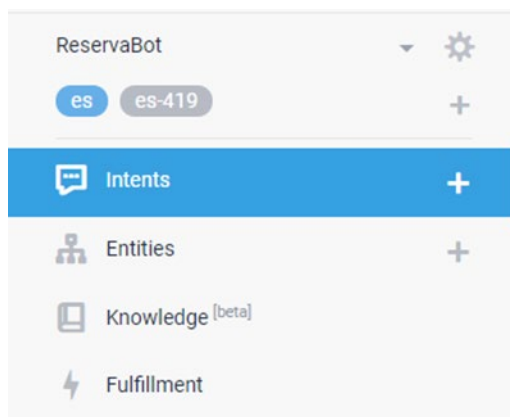 ReservaBot
es es-419
Intents
Entities
Knowledge [beta]
Fulfillment